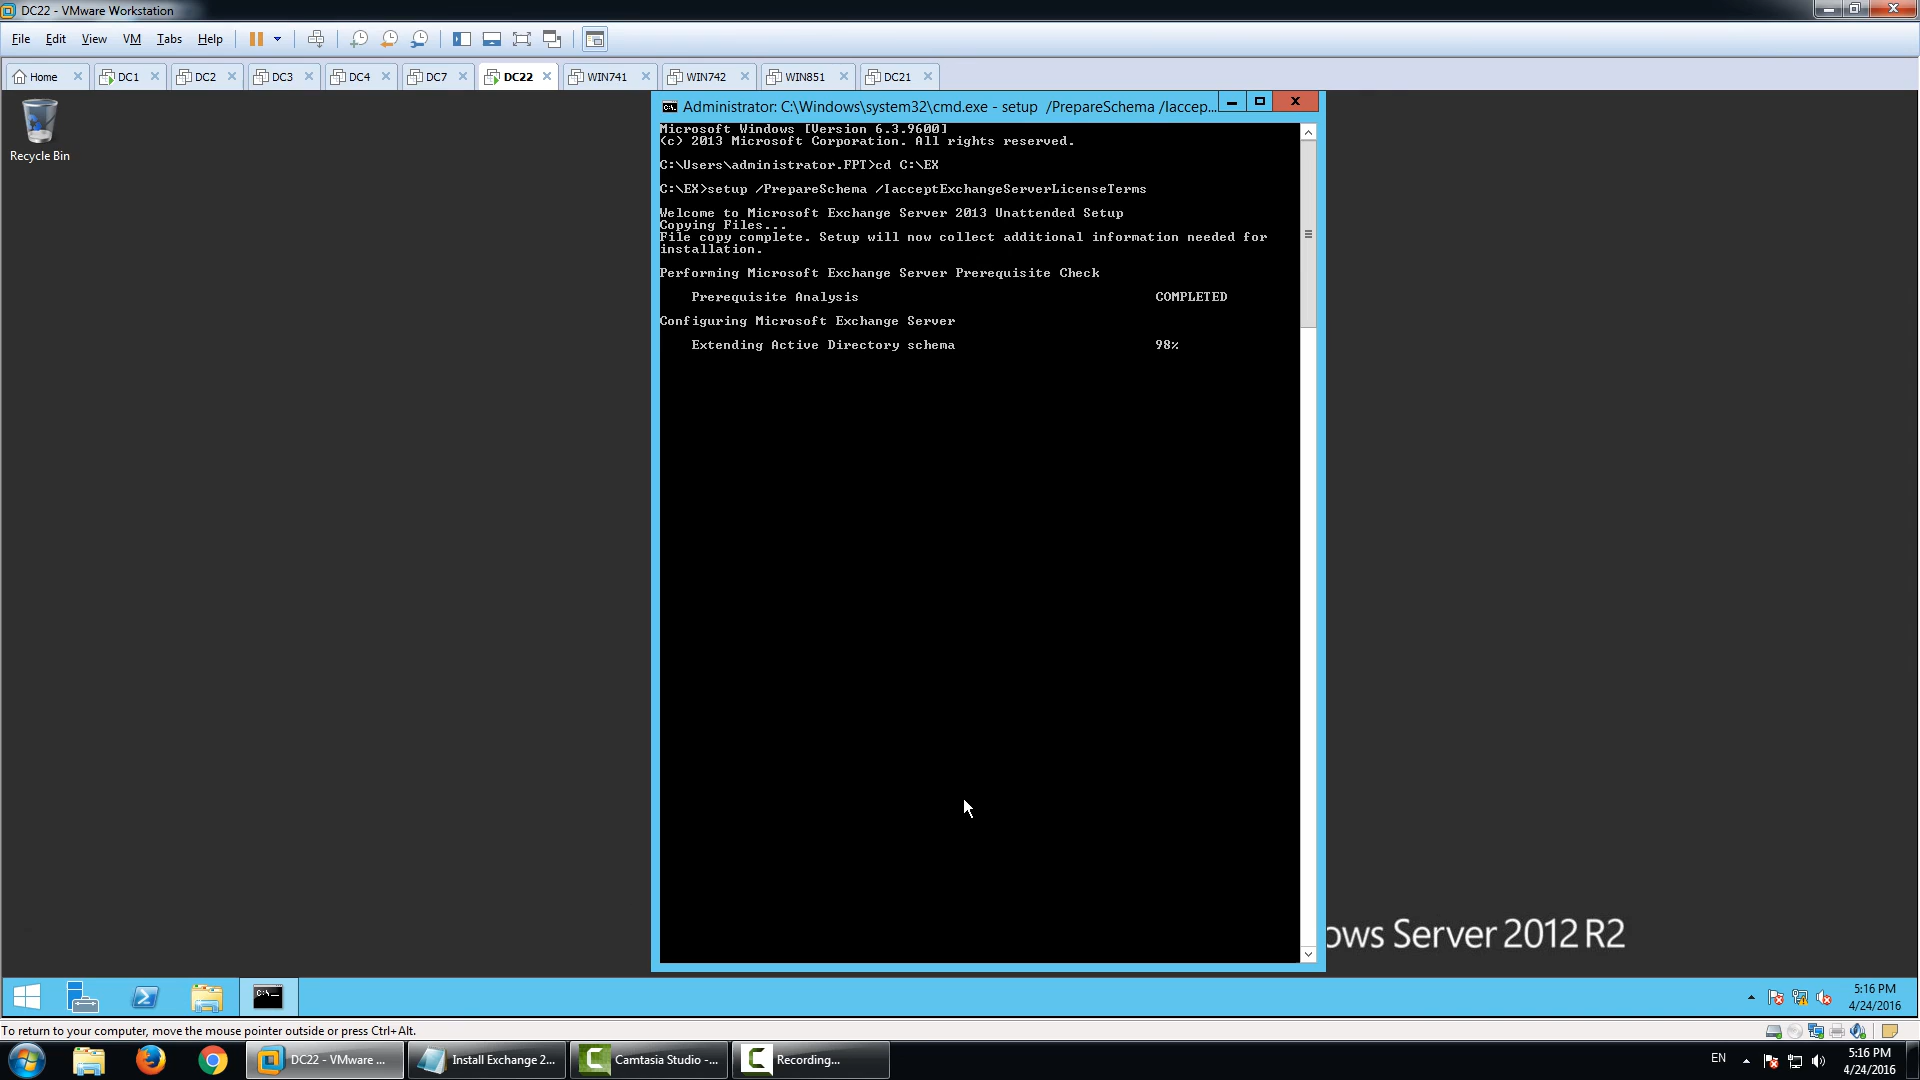 DC22 - VMware Workstation
File Edit View VM Tabs Help
Home DC1 DC2 DC3 DC4 DC7 DC22 WIN741 WIN742 WIN851 DC21
Recycle Bin
Administrator: C:\Windows\system32\cmd.exe - setup /PrepareSchema /Iaccep...
Microsoft Windows [Version 6.3.9600]
(c) 2013 Microsoft Corporation. All rights reserved.
C:\Users\administrator.FPT>cd C:\EX
C:\EX>setup /PrepareSchema /IacceptExchangeServerLicenseTerms
Welcome to Microsoft Exchange Server 2013 Unattended Setup
Copying Files...
File copy complete. Setup will now collect additional information needed for
installation.
Performing Microsoft Exchange Server Prerequisite Check
Prerequisite Analysis COMPLETED
Configuring Microsoft Exchange Server
Extending Active Directory schema 98%
ows Server 2012 R2
5:16 PM
4/24/2016
To return to your computer, move the mouse pointer outside or press Ctrl+Alt.
DC22 - VMware ... Install Exchange 2... Camtasia Studio -... Recording... EN
5:16 PM
4/24/2016